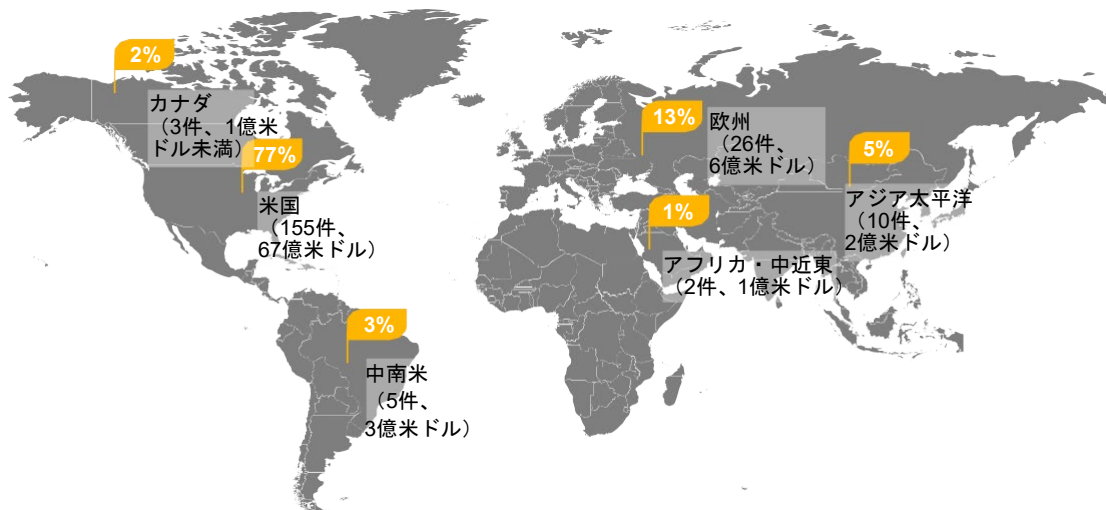 2%
カナダ
（3件、1億米
ドル未満）
77%
米国
（155件、
67億米ドル）
13%
欧州
（26件、
6億米ドル）
5%
アジア太平洋
（10件、
2億米ドル）
1%
アフリカ・中近東
（2件、1億米ドル）
3%
中南米
（5件、
3億米ドル）